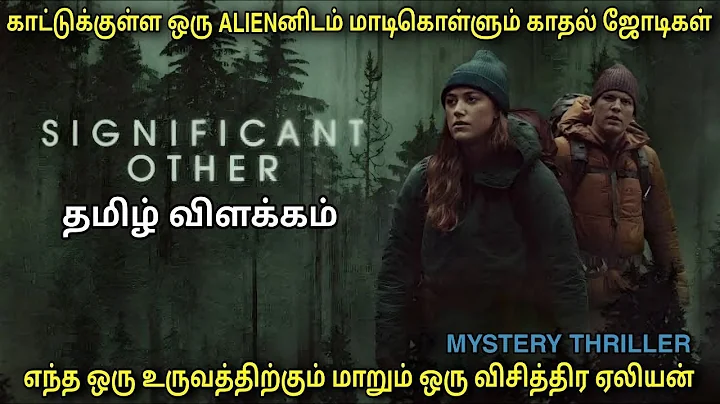 காட்டுக்குள்ள ஒரு ALIENனிடம் மாடிகொள்ளும் காதல் ஜோடிகள்
SIGNIFICANT
OTHER
தமிழ் விளக்கம்
MYSTERY THRILLER
எந்த ஒரு உருவத்திற்கும் மாறும் ஒரு விசித்திர ஏலியன்